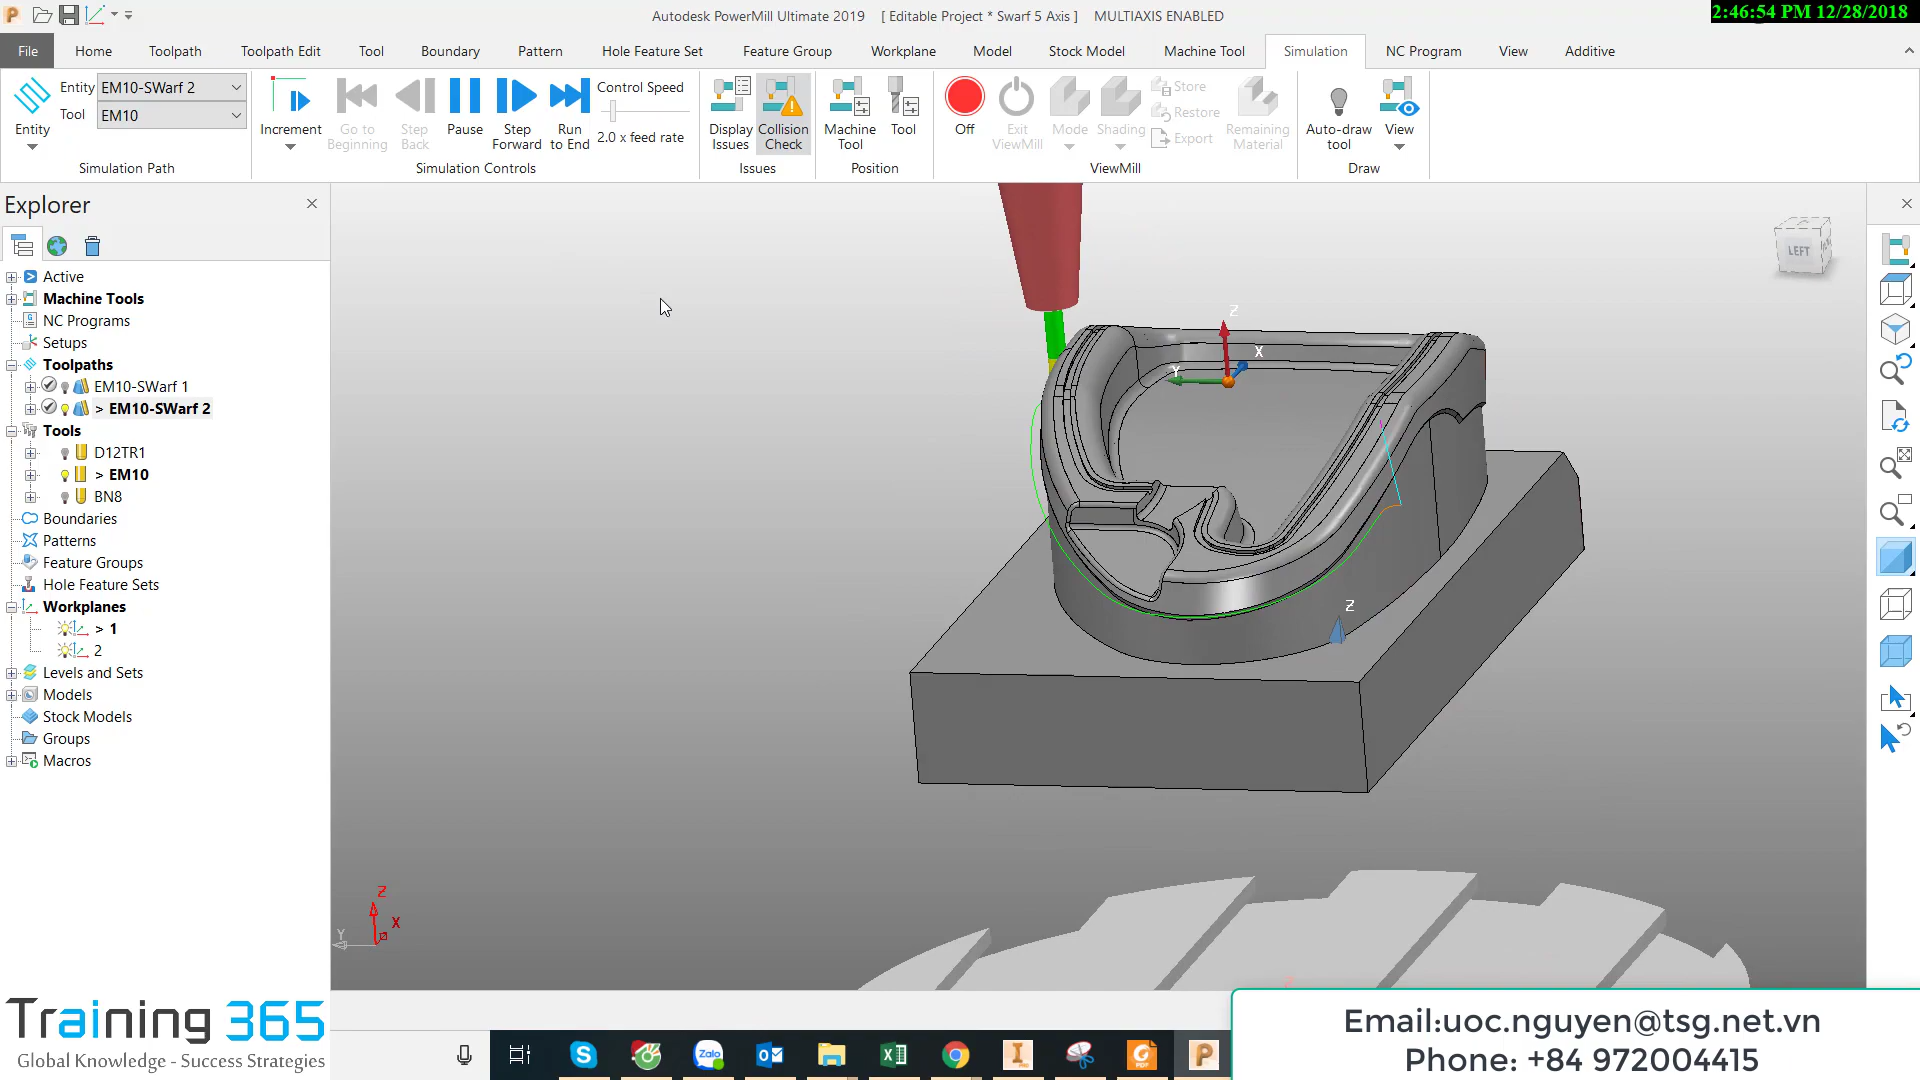 Autodesk PowerMill Ultimate 2019 [ Editable Project * Swarf 5 Axis ] MULTIAXIS ENABLED
2:46:54 PM 12/28/2018
File Home Toolpath Toolpath Edit Tool Boundary Pattern Hole Feature Set Feature Group Workplane Model Stock Model Machine Tool Simulation NC Program View Additive
Entity EM10-SWarf 2
Tool EM10
Entity
Simulation Path
Increment
Go to Beginning
Step Back
Pause
Step Forward
Run to End
Control Speed
2.0 x feed rate
Simulation Controls
Display Issues
Collision Check
Issues
Machine Tool
Tool
Position
Off
Exit ViewMill
Mode
Shading
Store
Restore
Export
Remaining Material
ViewMill
Auto-draw tool
View
Draw
Explorer
Active
Machine Tools
NC Programs
Setups
Toolpaths
EM10-SWarf 1
> EM10-SWarf 2
Tools
D12TR1
> EM10
BN8
Boundaries
Patterns
Feature Groups
Hole Feature Sets
Workplanes
> 1
2
Levels and Sets
Models
Stock Models
Groups
Macros
LEFT
Z
X
Y
Z
Z
X
Y
Training 365
Global Knowledge - Success Strategies
Zalo
Email:uoc.nguyen@tsg.net.vn
Phone: +84 972004415